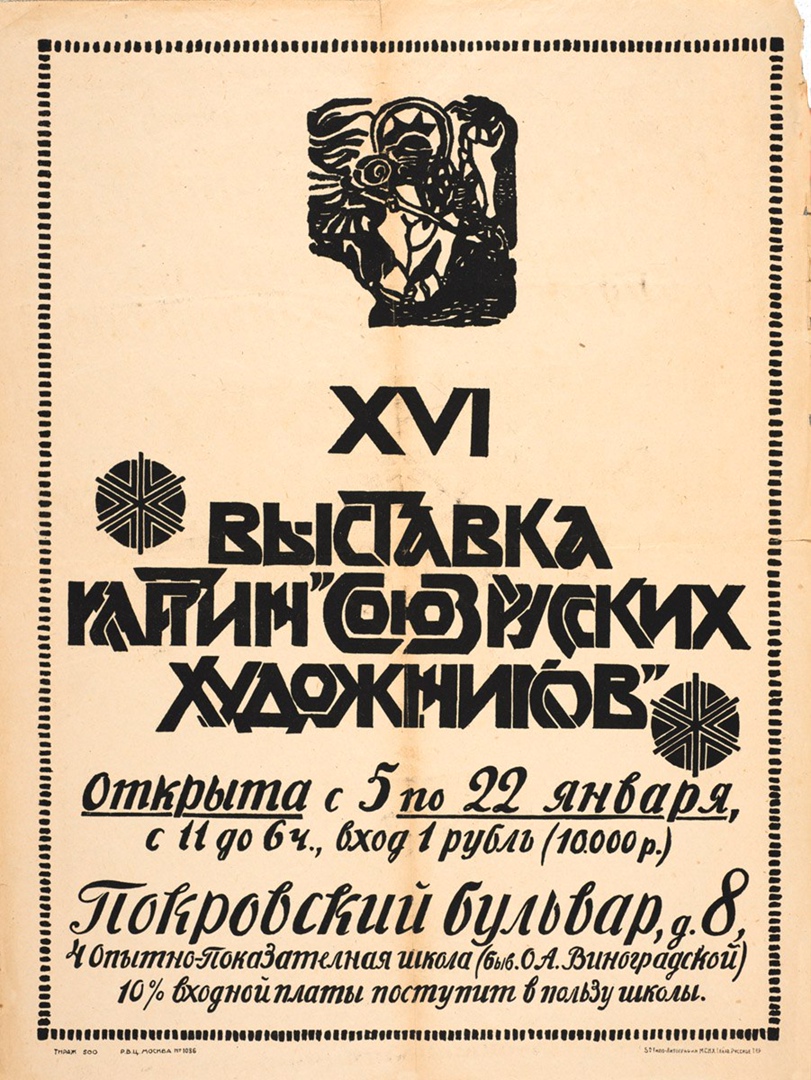 XVI
ВЫСТАВКА
КАРТИН "СОЮЗ РУССКИХ
ХУДОЖНИКОВ"
Открыта с 5 по 22 января,
с 11 до 6 ч., вход 1 рубль (10.000 р.)
Покровский бульвар, д. 8,
4 Опытно-Показателная школа (быв. О.А. Виноградской)
10% входной платы поступит в пользу школы.
Тираж 500 Р.В.Ц. МОСКВА № 1086